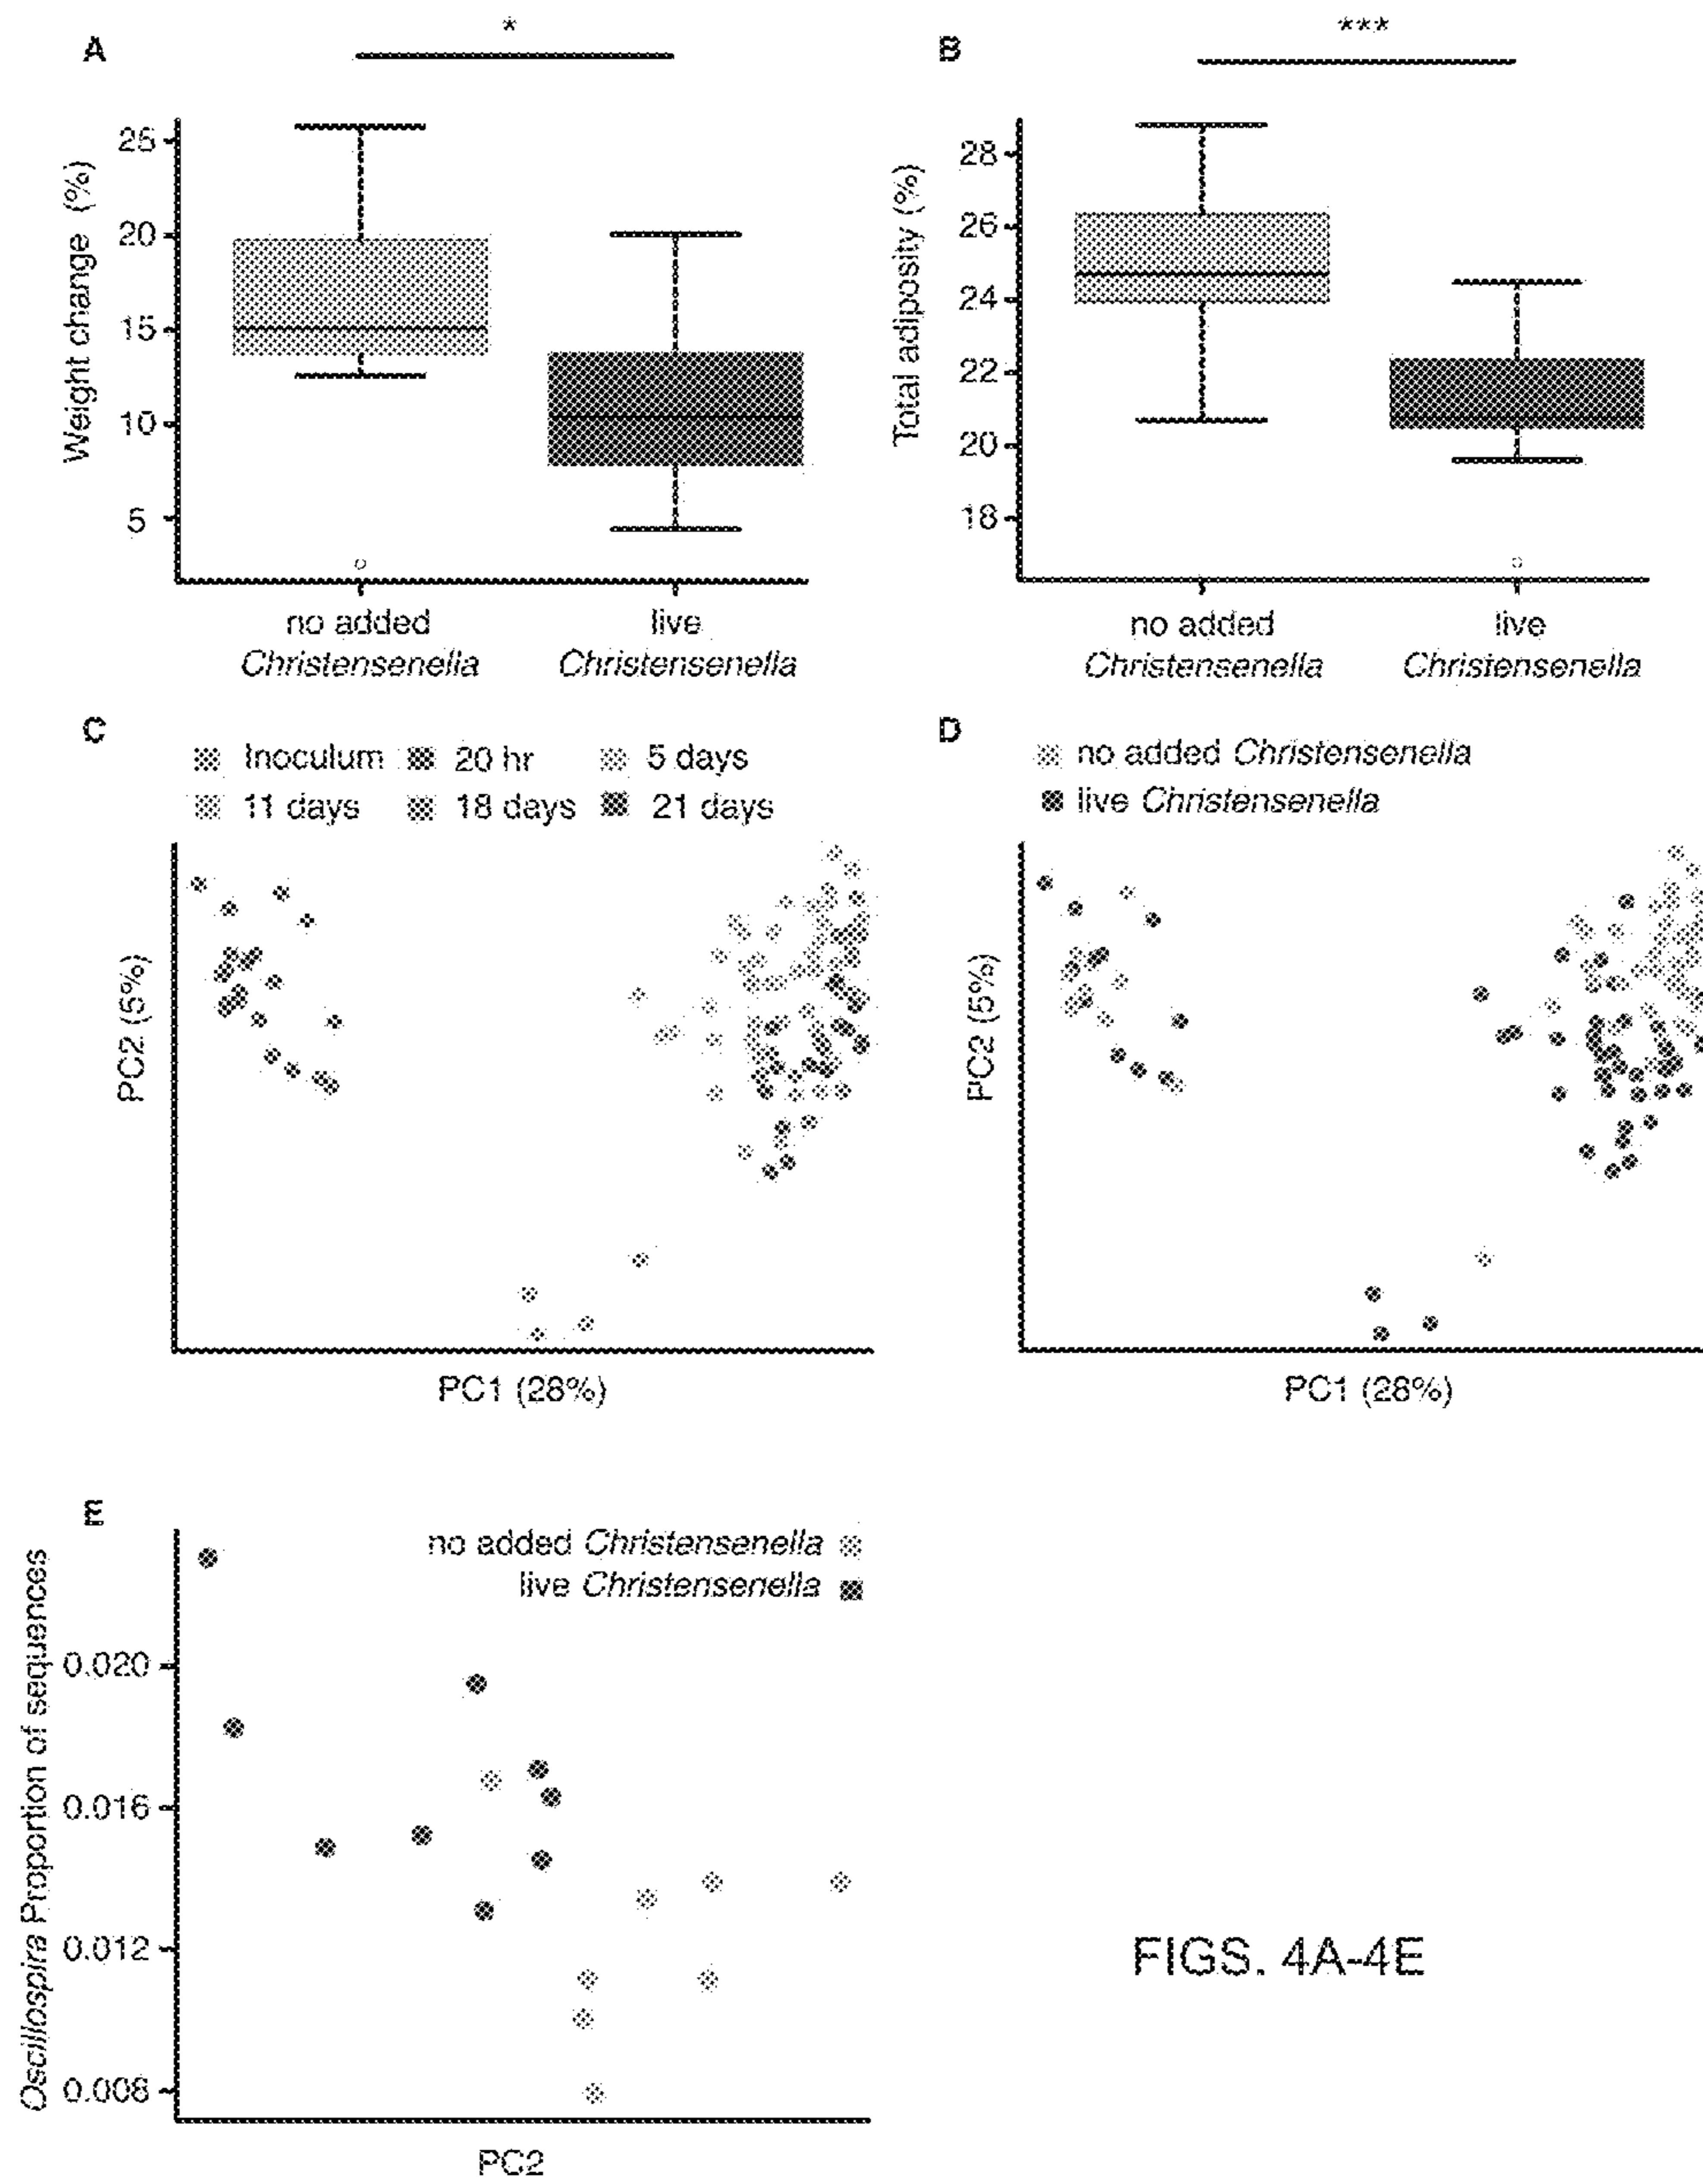 A
*
B
***
Weight change (%)
25
20
15
10
5
no added
Christensenella
live
Christensenella
Total adiposity (%)
28
26
24
22
20
18
no added
Christensenella
live
Christensenella
C
Inoculum 20 hr 5 days
11 days 18 days 21 days
PC2 (5%)
PC1 (28%)
D
no added Christensenella
live Christensenella
PC2 (5%)
PC1 (28%)
E
no added Christensenella
live Christensenella
Oscillospira Proportion of sequences
0.020
0.016
0.012
0.008
PC2
FIGS. 4A-4E